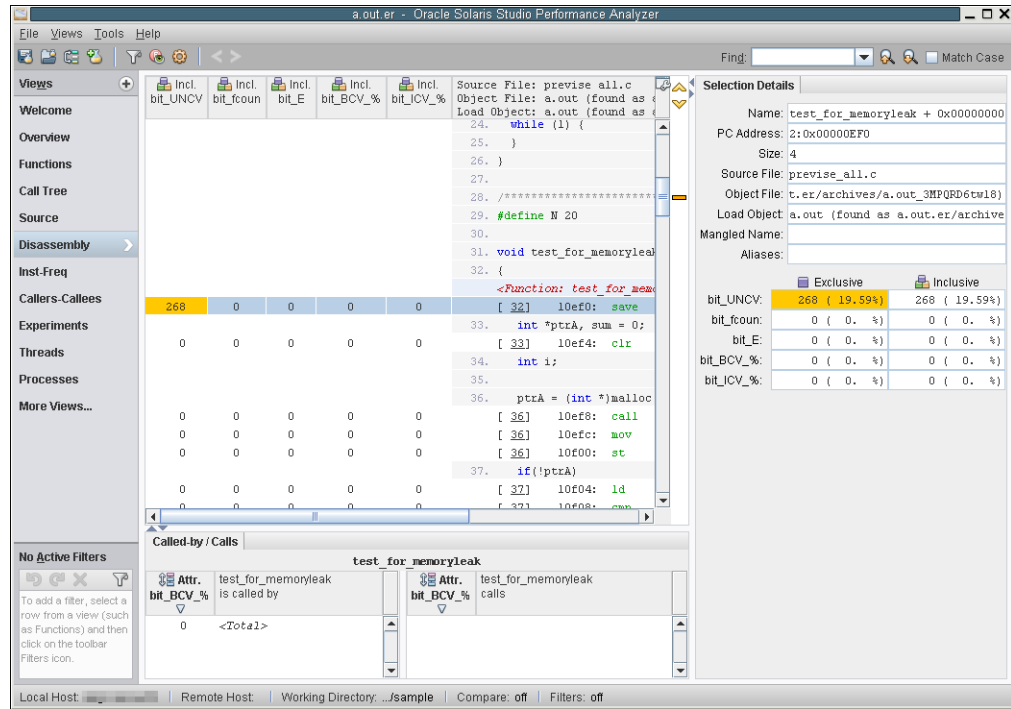 a.out.er - Oracle Solaris Studio Performance Analyzer
File Views Tools Help
Find: Match Case
Views
Welcome
Overview
Functions
Call Tree
Source
Disassembly
Inst-Freq
Callers-Callees
Experiments
Threads
Processes
More Views...
Incl. Incl. Incl. Incl. Incl.
bit_UNCV bit_fcoun bit_E bit_BCV_% bit_ICV_%
Source File: previse_all.c
Object File: a.out (found as
Load Object: a.out (found as
24. while (1) {
25. }
26. }
27.
28. /***********************
29. #define N 20
30.
31. void test_for_memoryleak
32. {
<Function: test_for_mem
268 0 0 0 0 [ 32] 10ef0: save
33. int *ptrA, sum = 0;
0 0 0 0 0 [ 33] 10ef4: clr
34. int i;
35.
36. ptrA = (int *)malloc
0 0 0 0 0 [ 36] 10ef8: call
0 0 0 0 0 [ 36] 10efc: mov
0 0 0 0 0 [ 36] 10f00: st
37. if(!ptrA)
0 0 0 0 0 [ 37] 10f04: ld
0 0 0 0 0 [ 37] 10f08: cmp
Called-by / Calls
test_for_memoryleak
Attr. bit_BCV_% test_for_memoryleak is called by
0 <Total>
Attr. bit_BCV_% test_for_memoryleak calls
Selection Details
Name: test_for_memoryleak + 0x00000000
PC Address: 2:0x00000EF0
Size: 4
Source File: previse_all.c
Object File: t.er/archives/a.out_3MPQRD6twl8)
Load Object: a.out (found as a.out.er/archive
Mangled Name:
Aliases:
Exclusive Inclusive
bit_UNCV: 268 ( 19.59%) 268 ( 19.59%)
bit_fcoun: 0 ( 0. %) 0 ( 0. %)
bit_E: 0 ( 0. %) 0 ( 0. %)
bit_BCV_%: 0 ( 0. %) 0 ( 0. %)
bit_ICV_%: 0 ( 0. %) 0 ( 0. %)
No Active Filters
To add a filter, select a
row from a view (such
as Functions) and then
click on the toolbar
Filters icon.
Local Host: Remote Host: Working Directory: .../sample Compare: off Filters: off